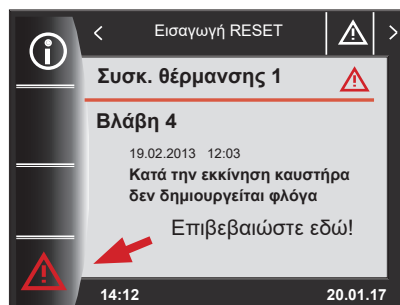 Εισαγωγή RESET
Συσκ. θέρμανσης 1
Βλάβη 4
19.02.2013 12:03
Κατά την εκκίνηση καυστήρα
δεν δημιουργείται φλόγα
Επιβεβαιώστε εδώ!
14:12 20.01.17